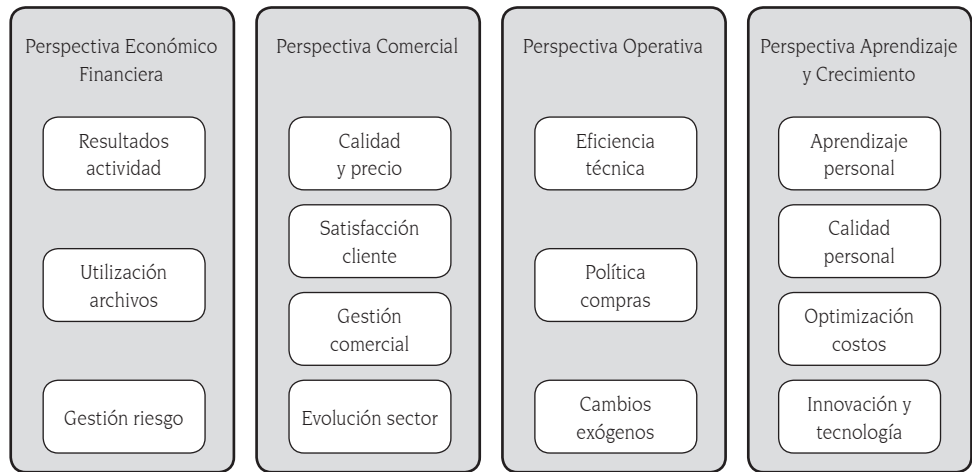 Perspectiva Económico
Financiera
Resultados
actividad
Utilización
archivos
Gestión riesgo
Perspectiva Comercial
Calidad
y precio
Satisfacción
cliente
Gestión
comercial
Evolución sector
Perspectiva Operativa
Eficiencia
técnica
Política
compras
Cambios
exógenos
Perspectiva Aprendizaje
y Crecimiento
Aprendizaje
personal
Calidad
personal
Optimización
costos
Innovación y
tecnología